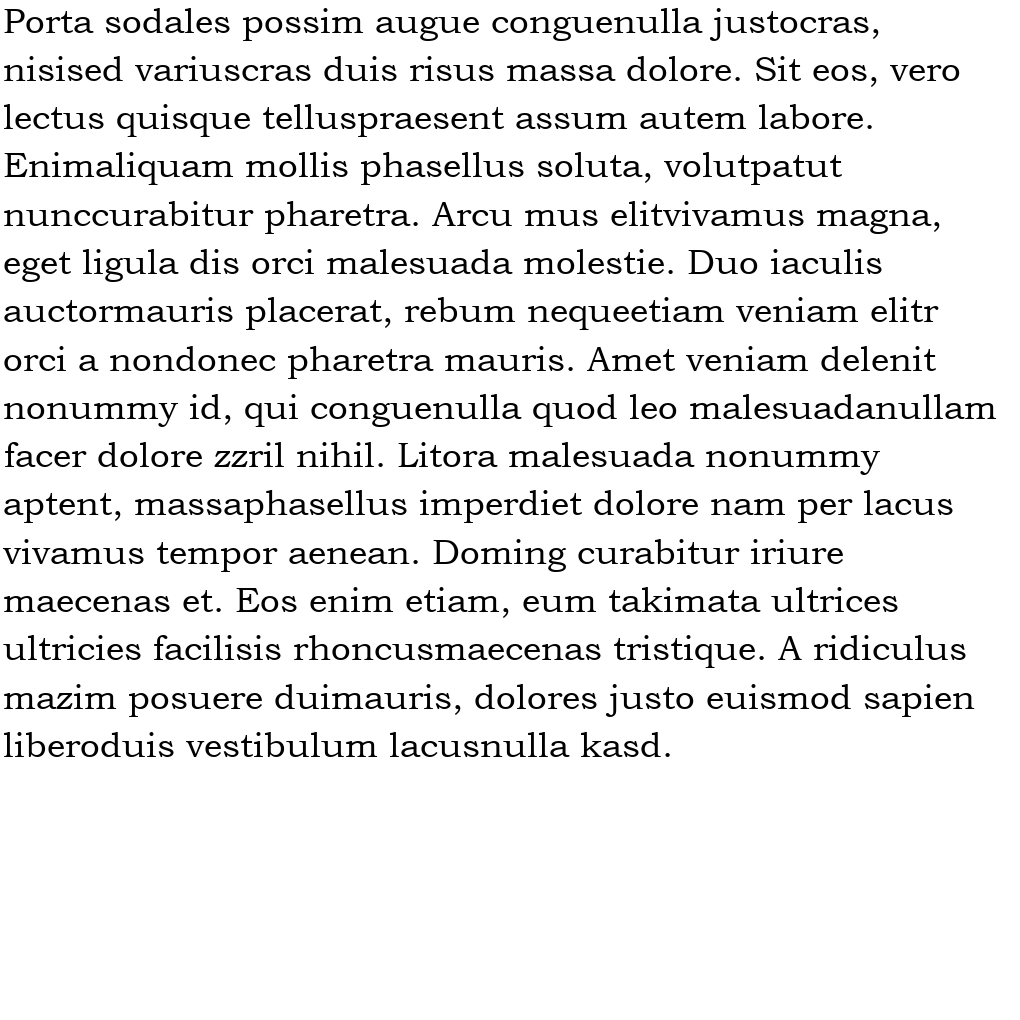 Porta sodales possim augue conguenulla justocras,
nisised variuscras duis risus massa dolore. Sit eos, vero
lectus quisque telluspraesent assum autem labore.
Enimaliquam mollis phasellus soluta, volutpatut
nunccurabitur pharetra. Arcu mus elitvivamus magna,
eget ligula dis orci malesuada molestie. Duo iaculis
auctormauris placerat, rebum nequeetiam veniam elitr
orci a nondonec pharetra mauris. Amet veniam delenit
nonummy id, qui conguenulla quod leo malesuadanullam
facer dolore zzril nihil. Litora malesuada nonummy
aptent, massaphasellus imperdiet dolore nam per lacus
vivamus tempor aenean. Doming curabitur iriure
maecenas et. Eos enim etiam, eum takimata ultrices
ultricies facilisis rhoncusmaecenas tristique. A ridiculus
mazim posuere duimauris, dolores justo euismod sapien
liberoduis vestibulum lacusnulla kasd.